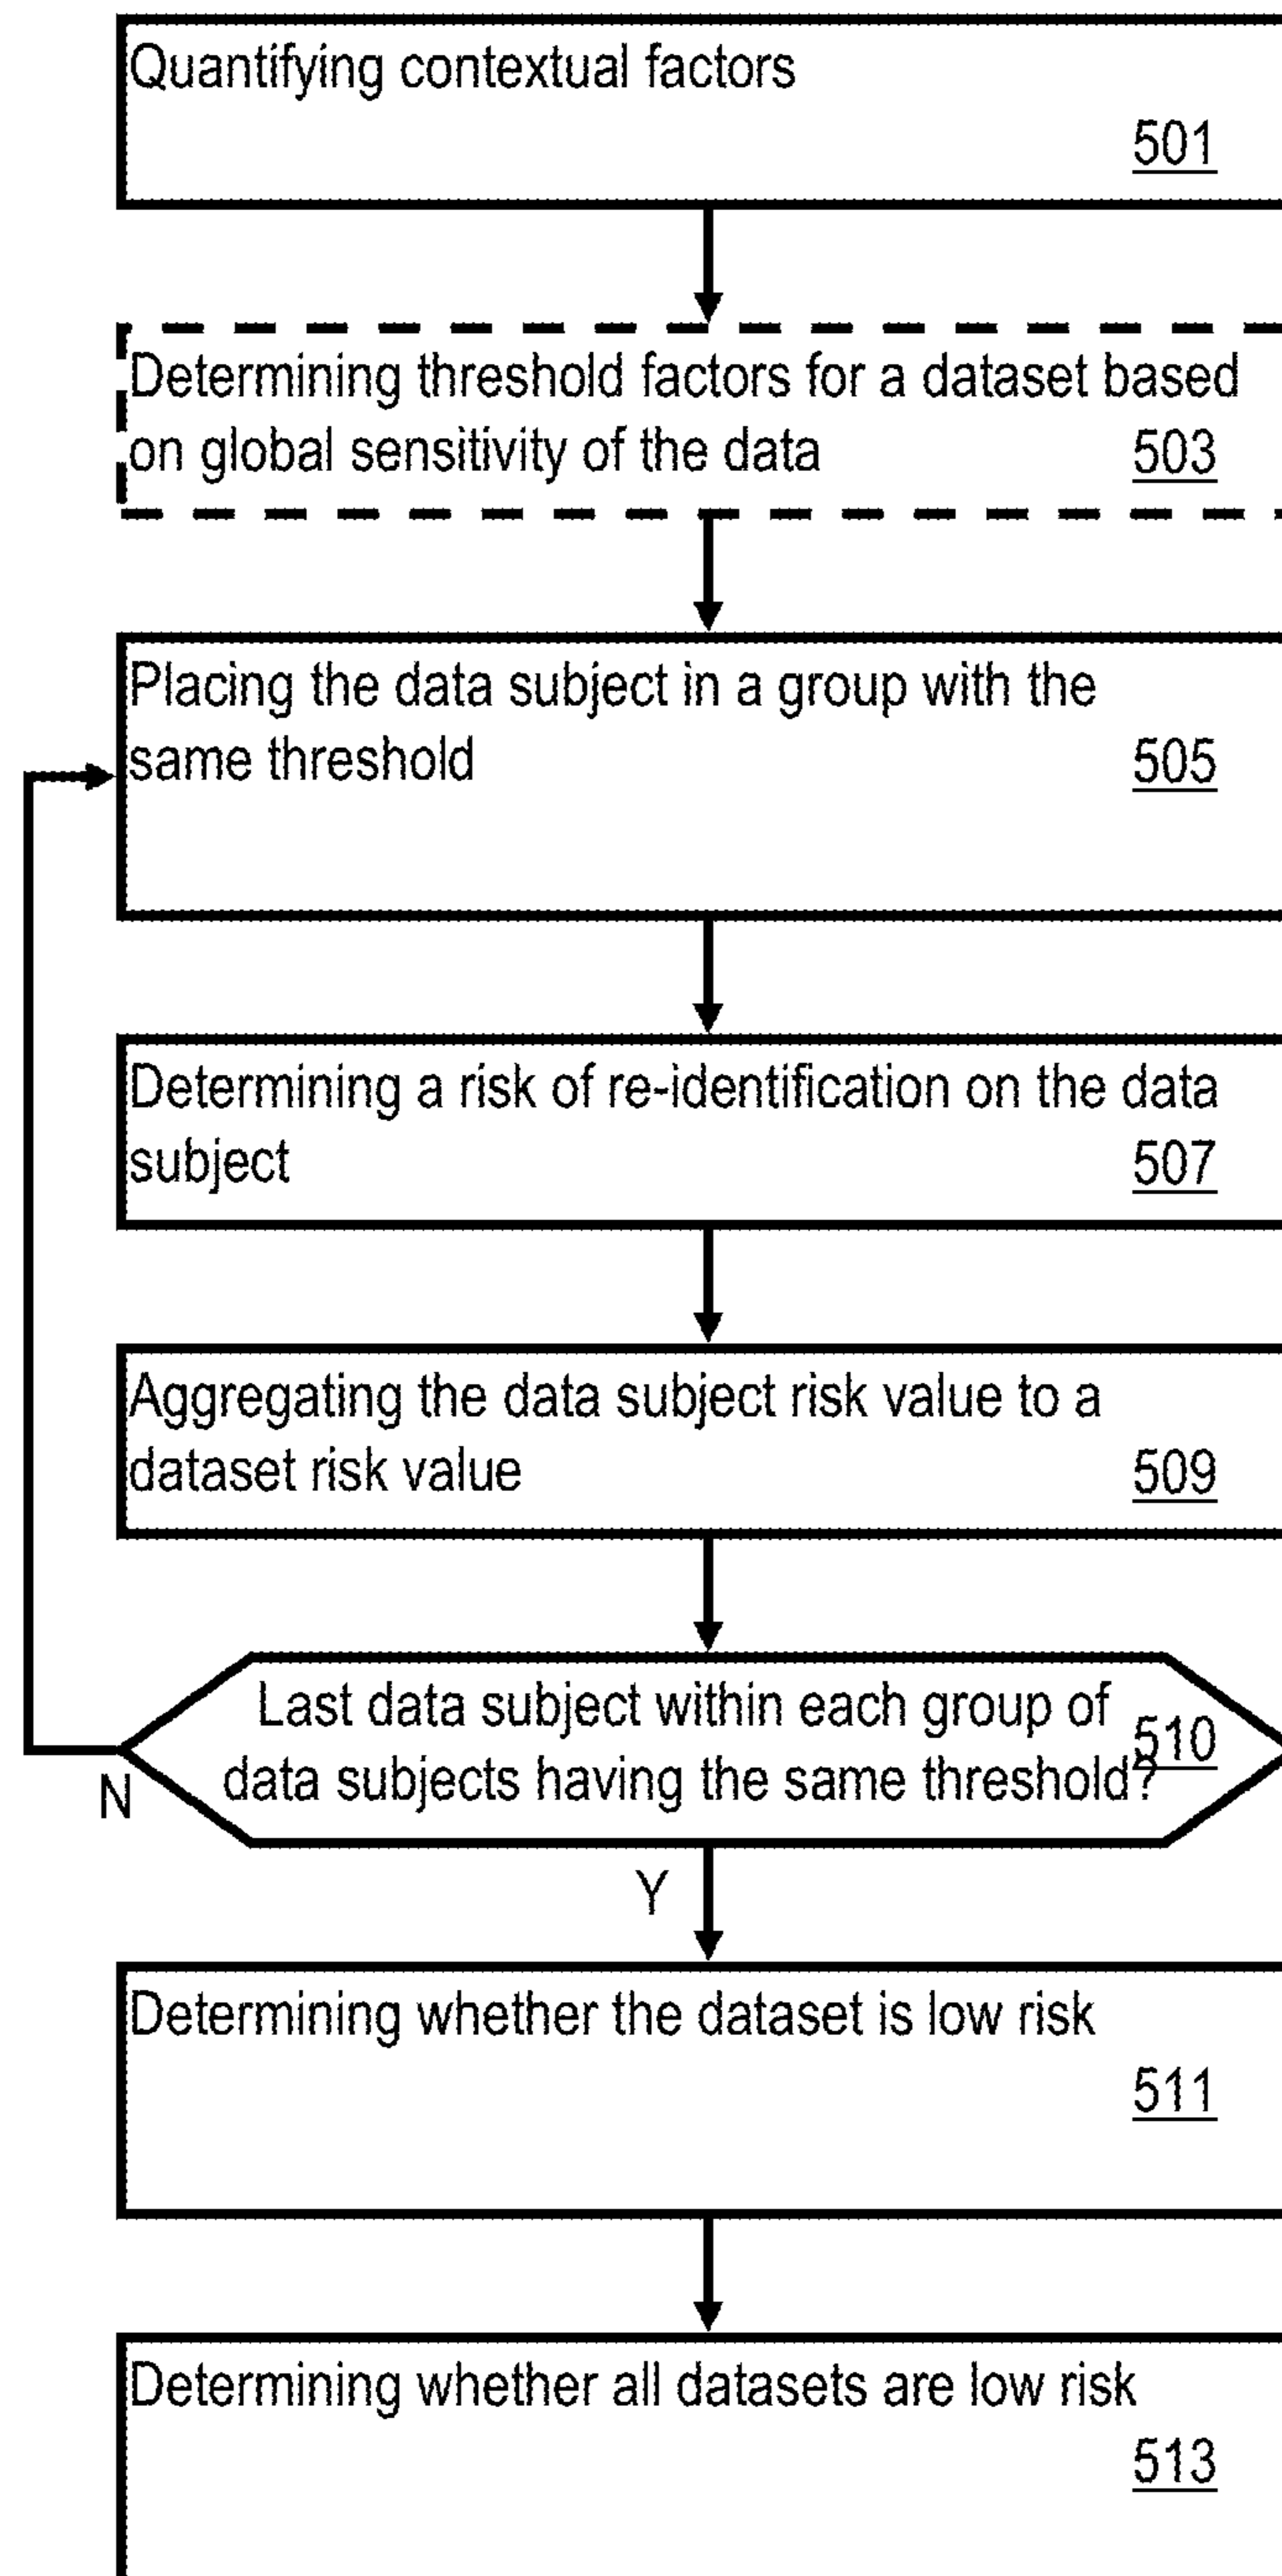 Quantifying contextual factors
501
Determining threshold factors for a dataset based
on global sensitivity of the data 503
Placing the data subject in a group with the
same threshold 505
Determining a risk of re-identification on the data
subject 507
Aggregating the data subject risk value to a
dataset risk value 509
Last data subject within each group of
510
data subjects having the same threshold?
N
Y
Determining whether the dataset is low risk
511
Determining whether all datasets are low risk
513